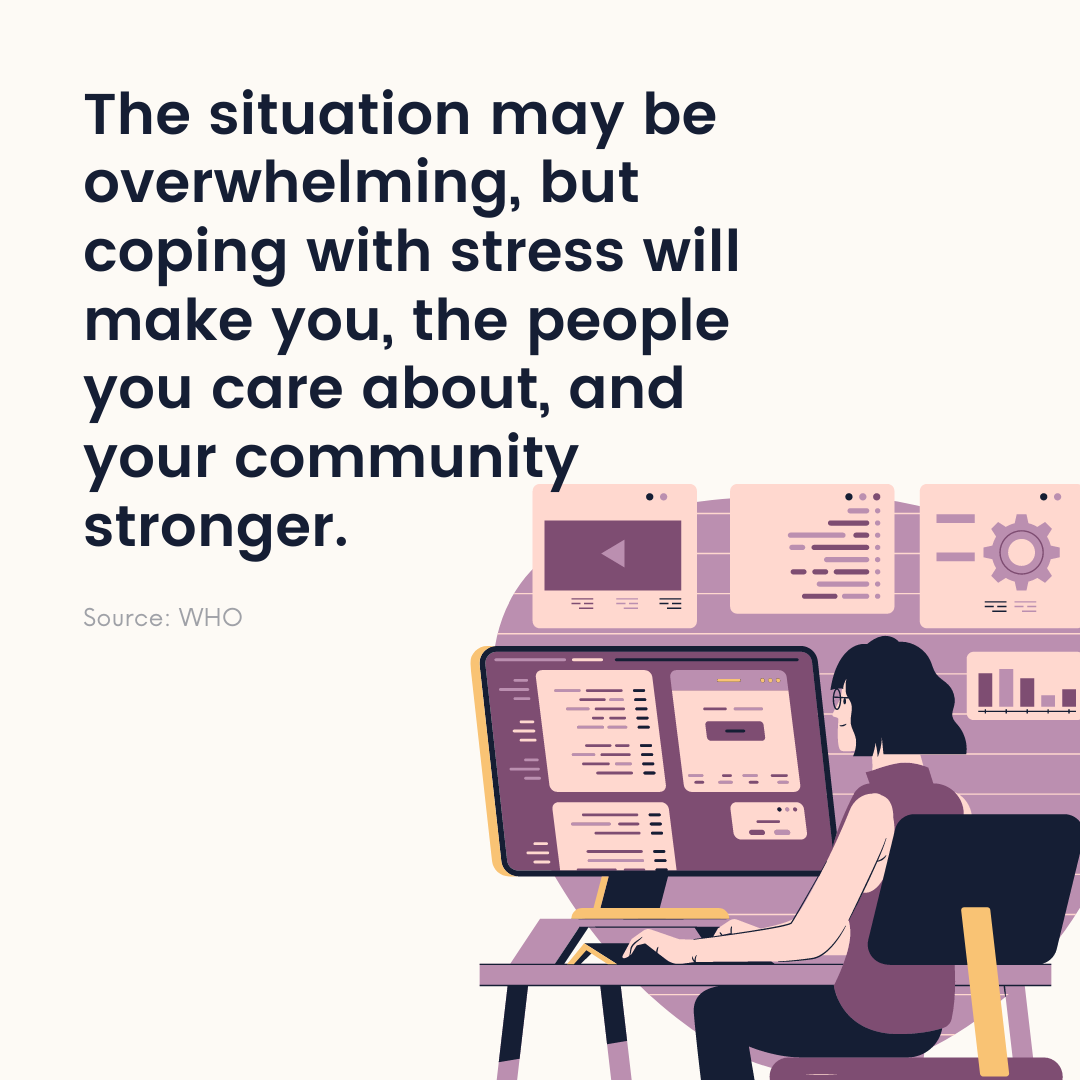 The situation may be
overwhelming, but
coping with stress will
make you, the people
you care about, and
your community
stronger.
Source: WHO